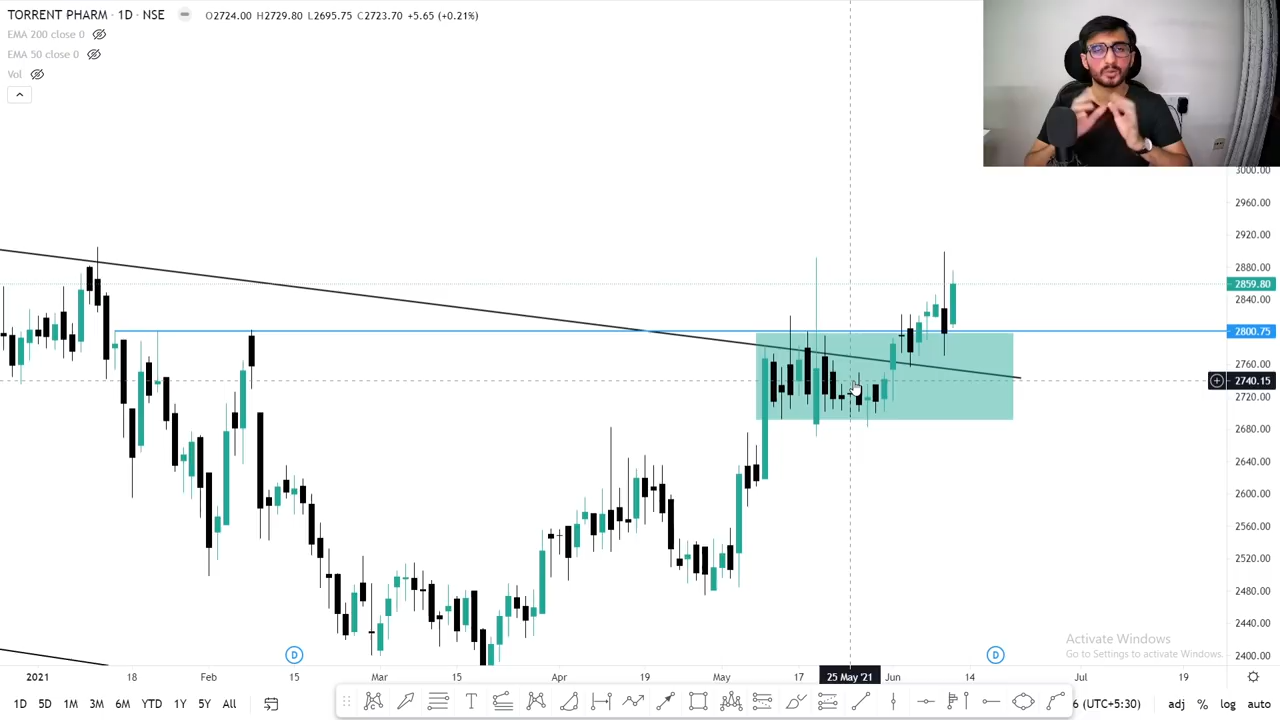 TORRENT PHARM · 1D · NSE O2724.00 H2729.80 L2695.75 C2723.70 +5.65 (+0.21%)
EMA 200 close 0
EMA 50 close 0
Vol
3000.00
2960.00
2920.00
2880.00
2859.80
2840.00
2800.75
2760.00
2740.15
2720.00
2680.00
2640.00
2600.00
2560.00
2520.00
2480.00
2440.00
2400.00
Activate Windows
Go to Settings to activate Windows.
D D
2021 18 Feb 15 Mar 15 Apr 19 May 17 25 May '21 Jun 14 Jul 19
1D 5D 1M 3M 6M YTD 1Y 5Y All 6 (UTC+5:30) adj % log auto